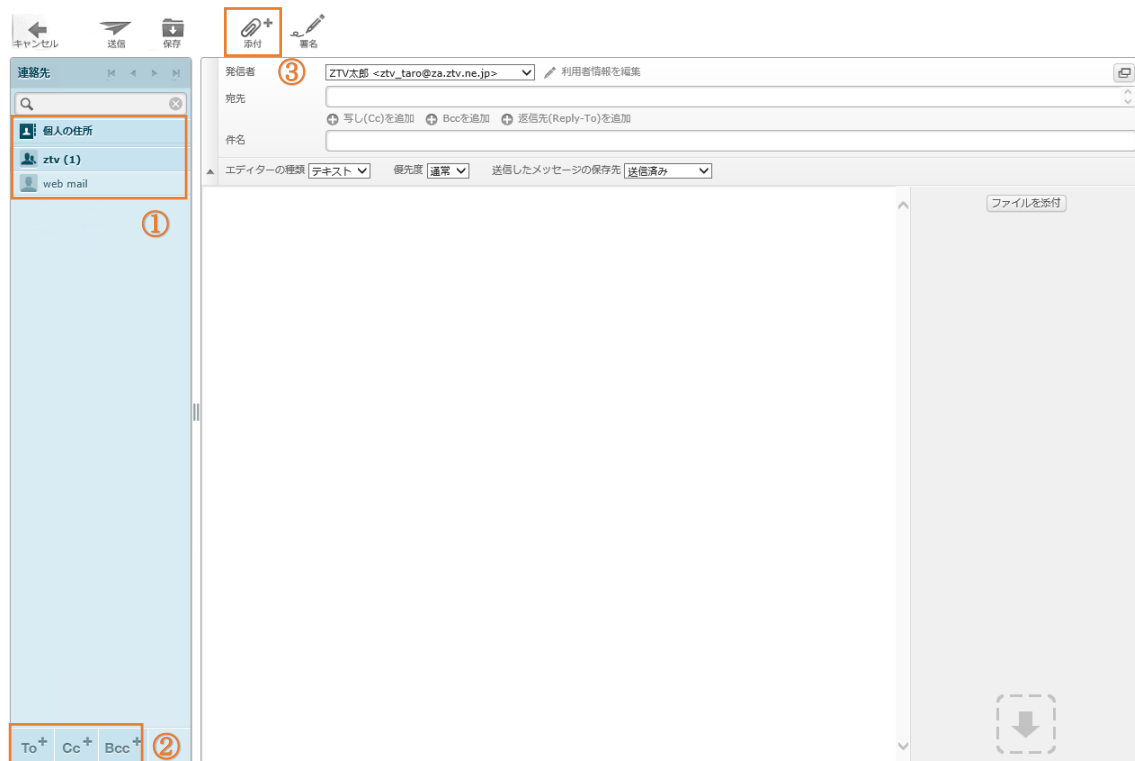 キャンセル 送信 保存 添付 署名
連絡先
個人の住所
ztv (1)
web mail
①
To+ Cc+ Bcc+ ②
③
発信者 ZTV太郎 <ztv_taro@za.ztv.ne.jp> 利用者情報を編集
宛先
写し(Cc)を追加 Bccを追加 返信先(Reply-To)を追加
件名
エディターの種類 テキスト 優先度 通常 送信したメッセージの保存先 送信済み
ファイルを添付